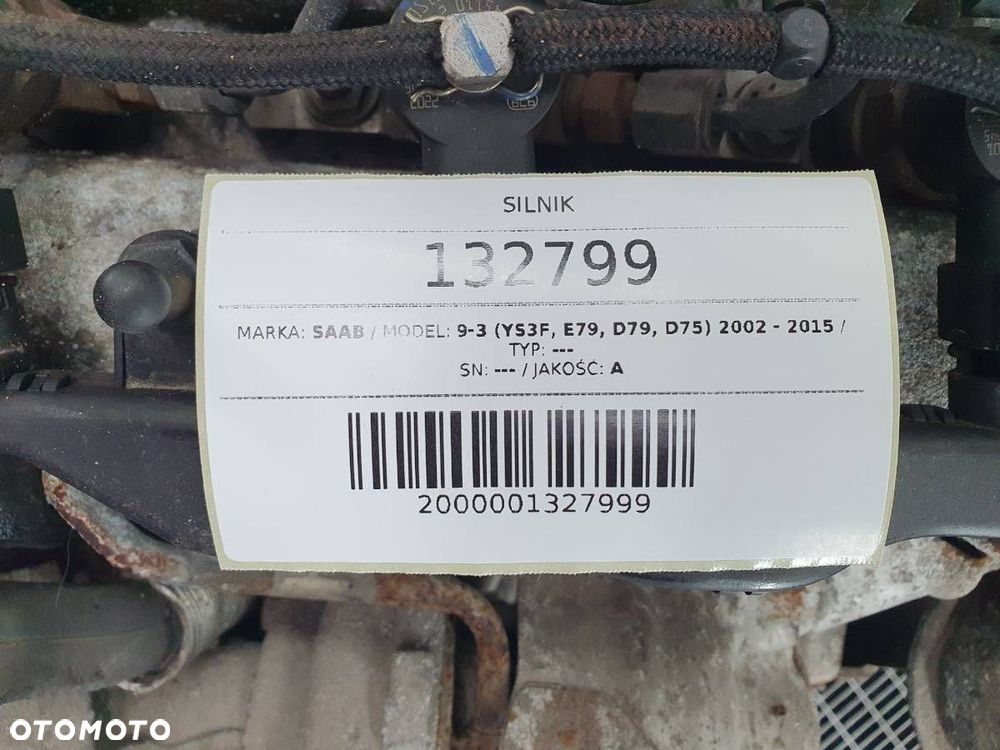 SILNIK
132799
MARKA: SAAB / MODEL: 9-3 (YS3F, E79, D79, D75) 2002 - 2015 /
TYP: ---
SN: --- / JAKOŚĆ: A
2000001327999
OTOMOTO